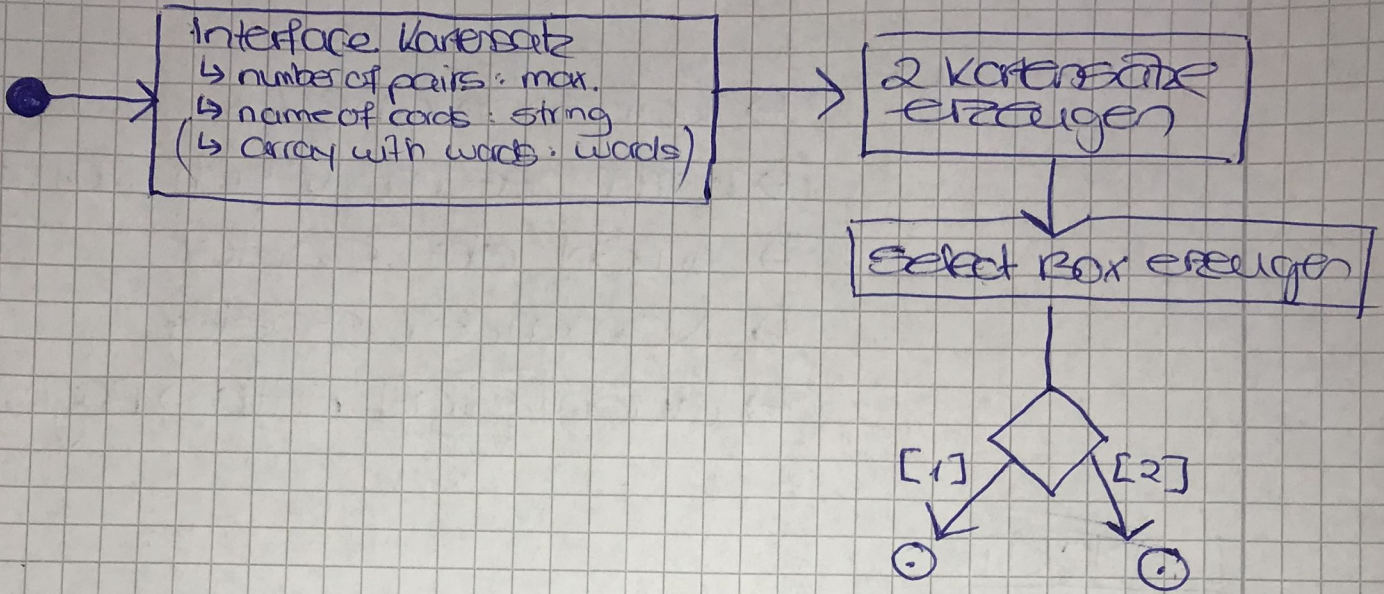 Interface Kartensatz
↳ number of pairs : max.
↳ name of cards : string
(↳ array with words : words)
2 Kartensätze
erzeugen
Select Box erzeugen
[1]
[2]